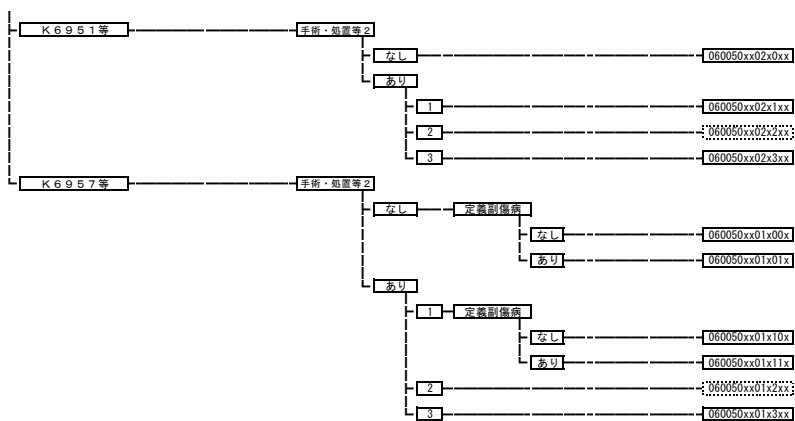 Ｋ６９５１等 手術・処置等２
なし 060050xx02x0xx
あり
1 060050xx02x1xx
2 060050xx02x2xx
3 060050xx02x3xx
Ｋ６９５７等 手術・処置等２
なし 定義副傷病
なし 060050xx01x00x
あり 060050xx01x01x
あり
1 定義副傷病
なし 060050xx01x10x
あり 060050xx01x11x
2 060050xx01x2xx
3 060050xx01x3xx